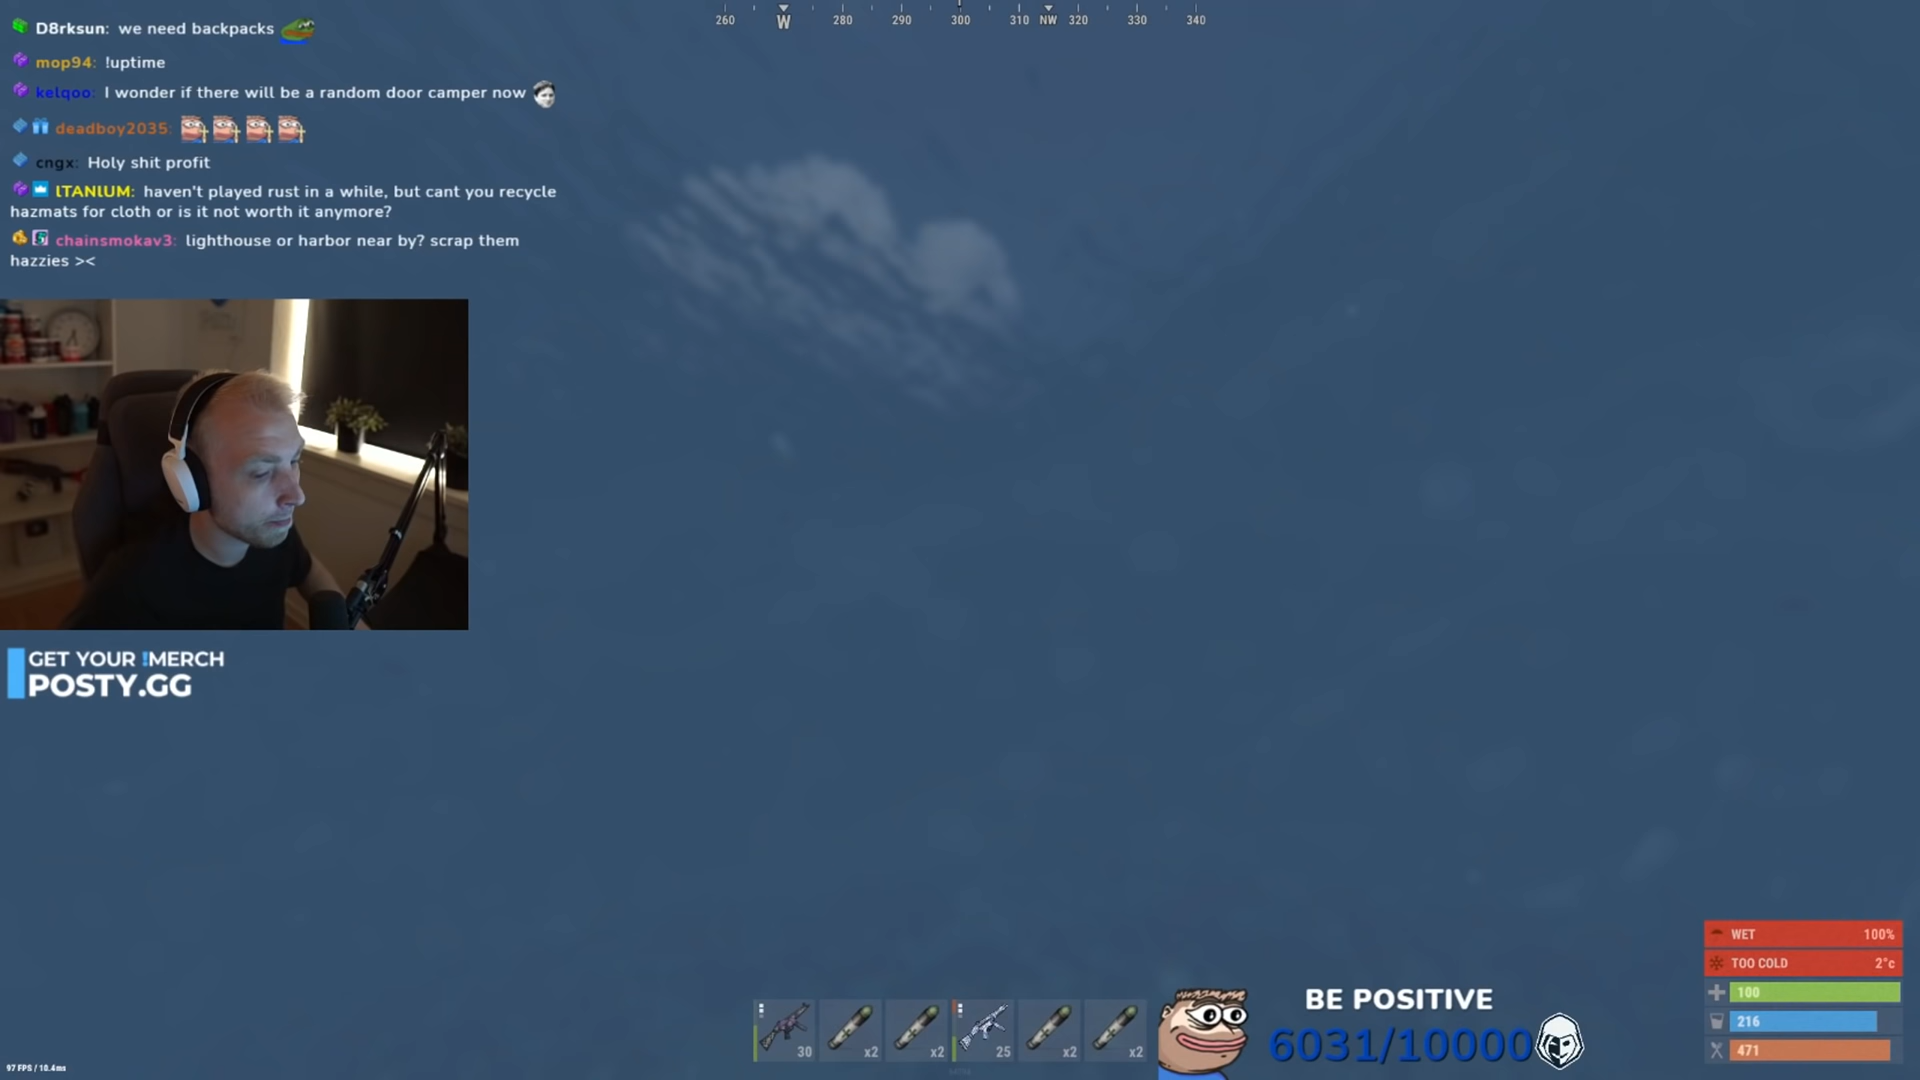 260 W 280 290 300 310 NW 320 330 340
D8rksun: we need backpacks
mop94: !uptime
kelqoo: I wonder if there will be a random door camper now
deadboy2035:
cngx: Holy shit profit
lTANlUM: haven't played rust in a while, but cant you recycle
hazmats for cloth or is it not worth it anymore?
chainsmokav3: lighthouse or harbor near by? scrap them
hazzies ><
GET YOUR !MERCH
POSTY.GG
WET 100%
TOO COLD 2°c
100
216
471
BE POSITIVE
6031/10000
30 x2 x2 25 x2 x2
97 FPS / 10.4ms